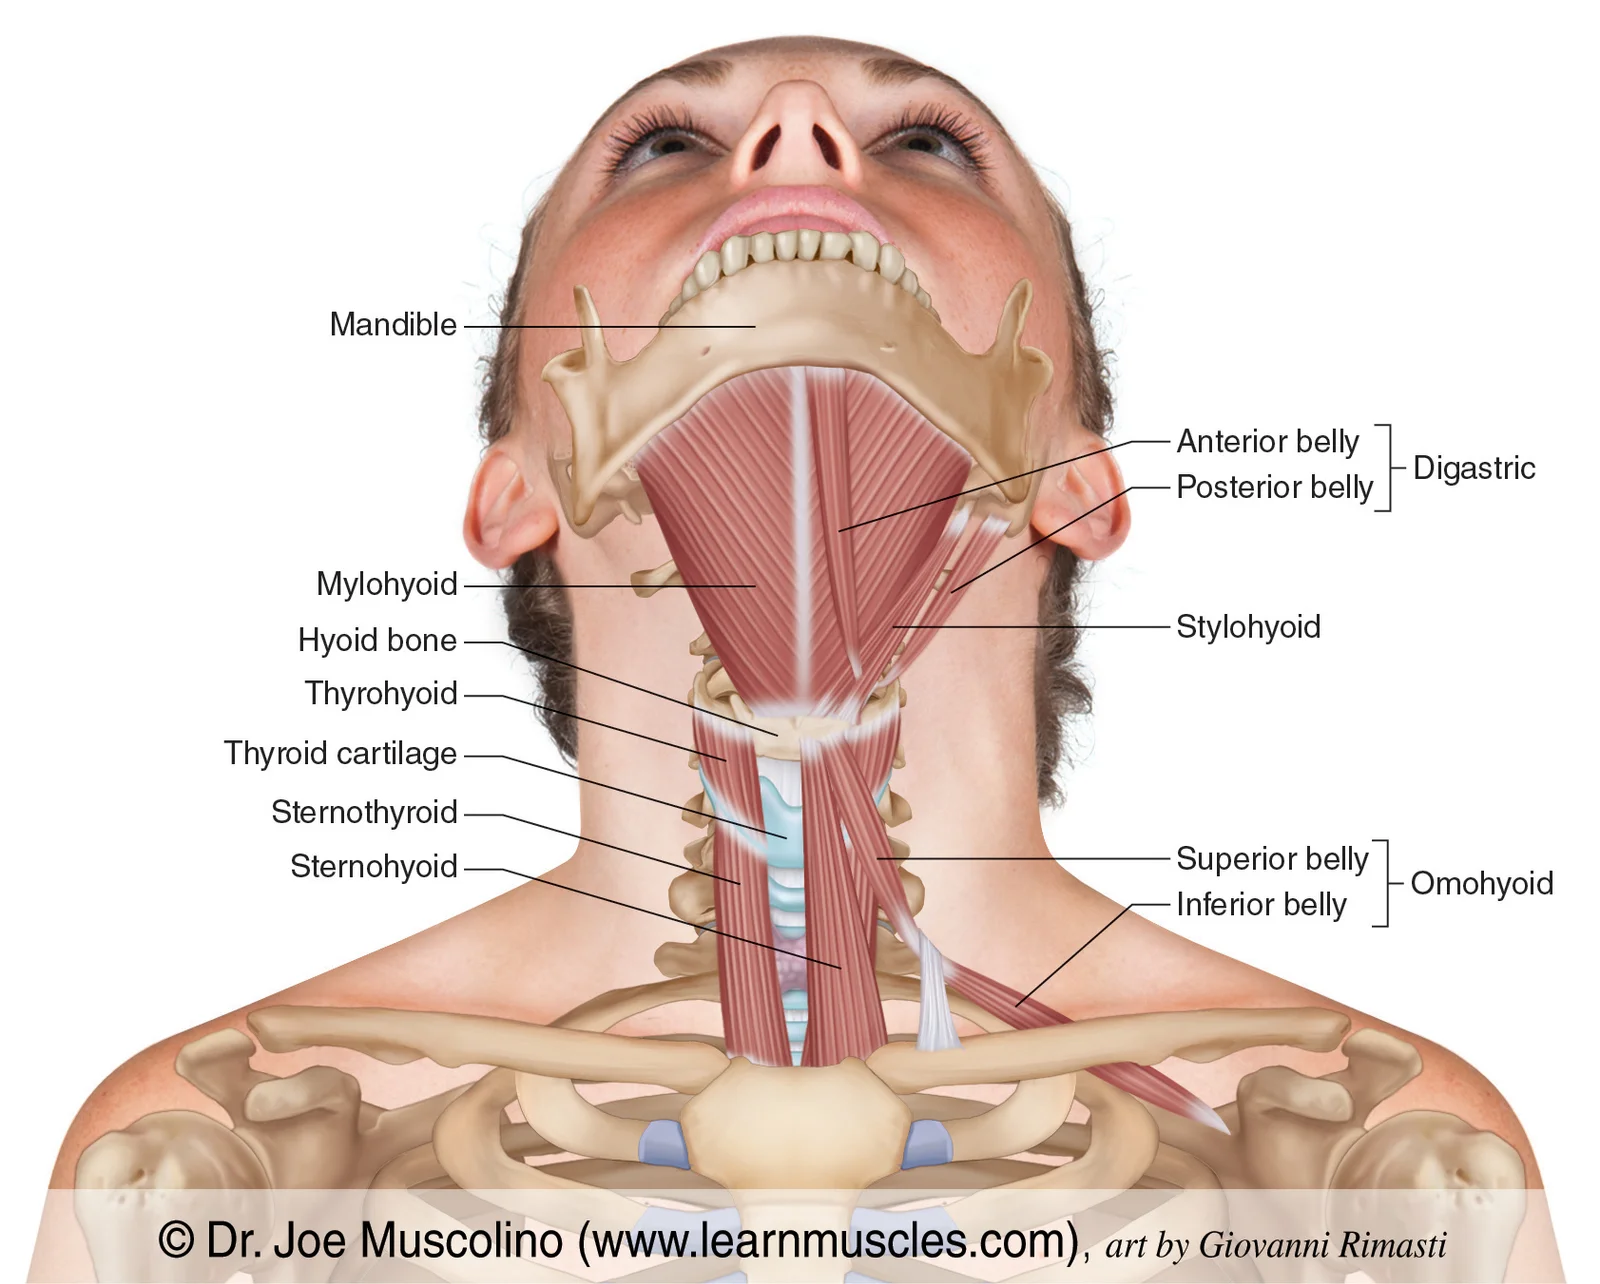 Mandible
Anterior belly
Posterior belly
Digastric
Mylohyoid
Hyoid bone
Stylohyoid
Thyrohyoid
Thyroid cartilage
Sternothyroid
Sternohyoid
Superior belly
Inferior belly
Omohyoid
© Dr. Joe Muscolino (www.learnmuscles.com), art by Giovanni Rimasti